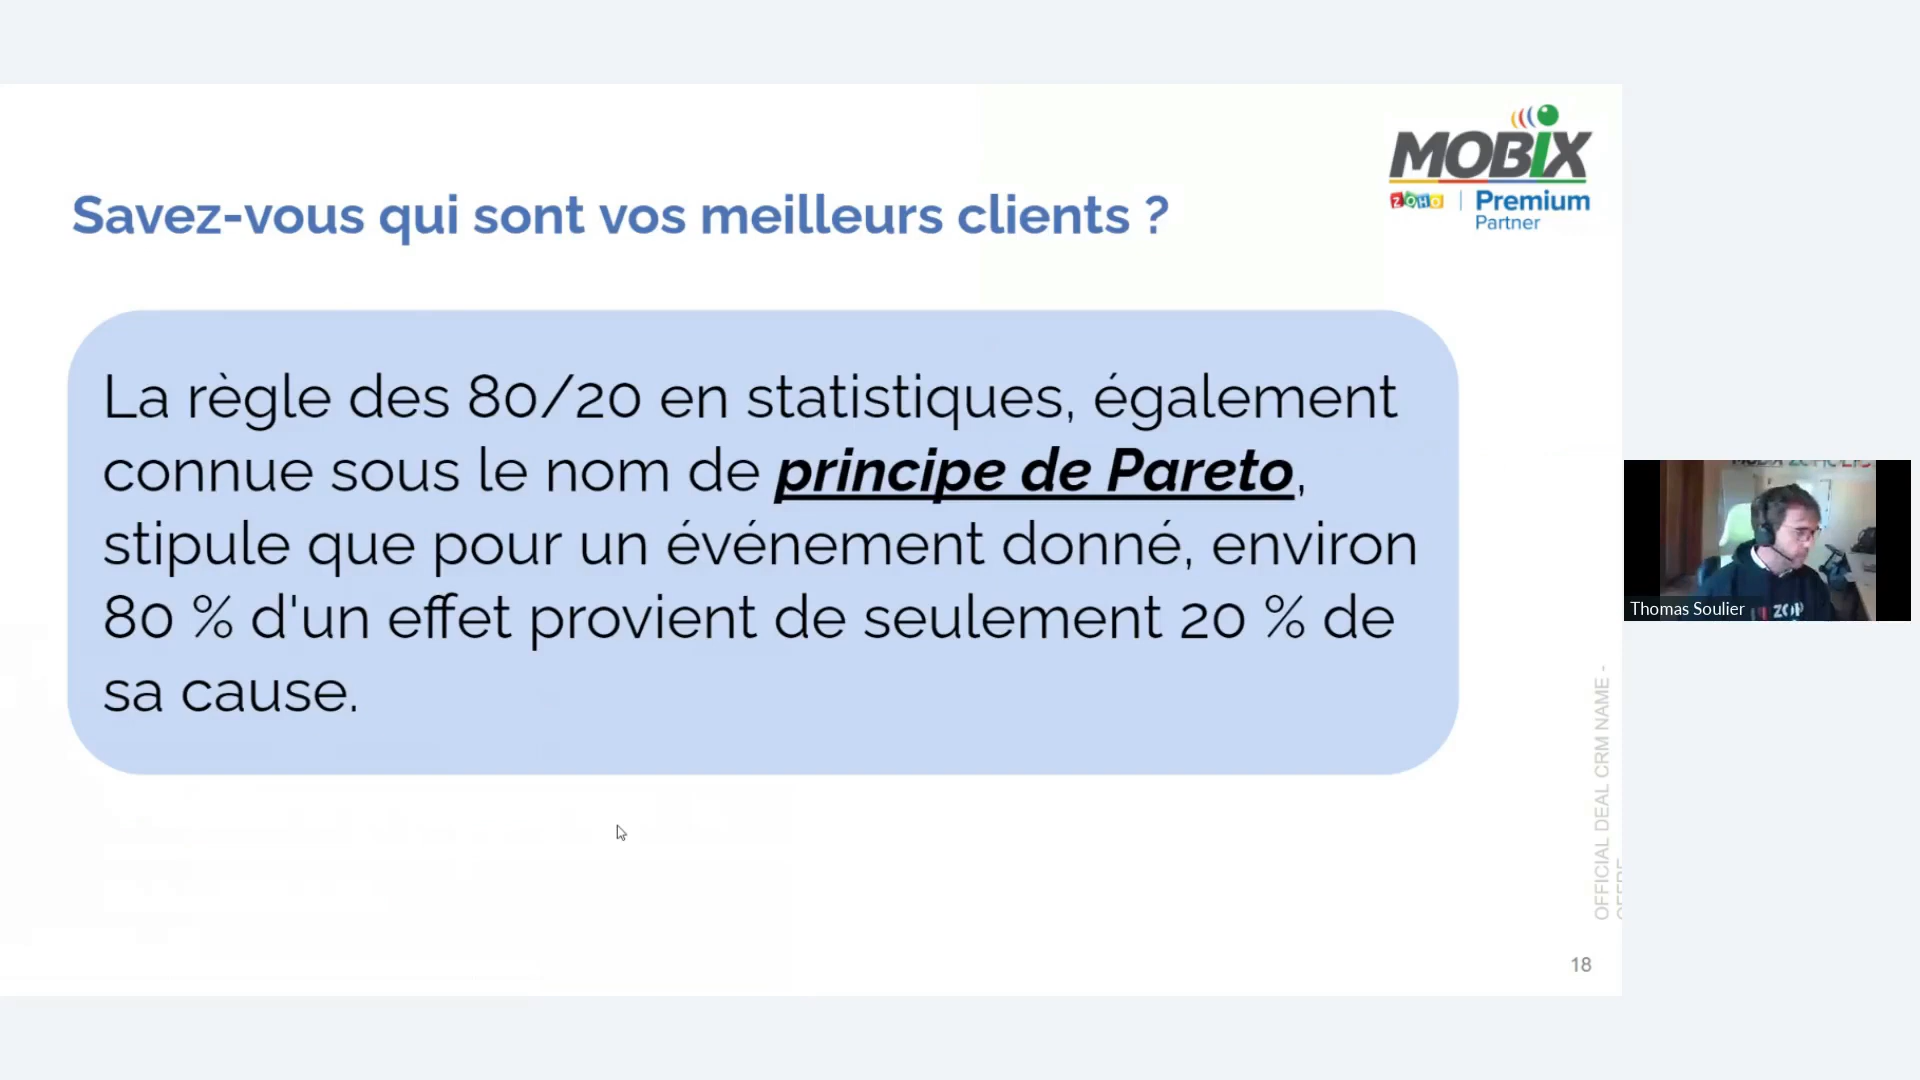 MOBIX
ZOHO | Premium
Partner
Savez-vous qui sont vos meilleurs clients ?
La règle des 80/20 en statistiques, également
connue sous le nom de principe de Pareto,
stipule que pour un événement donné, environ
80 % d'un effet provient de seulement 20 % de
sa cause.
Thomas Soulier
OFFICIAL DEAL CRM NAME -
18